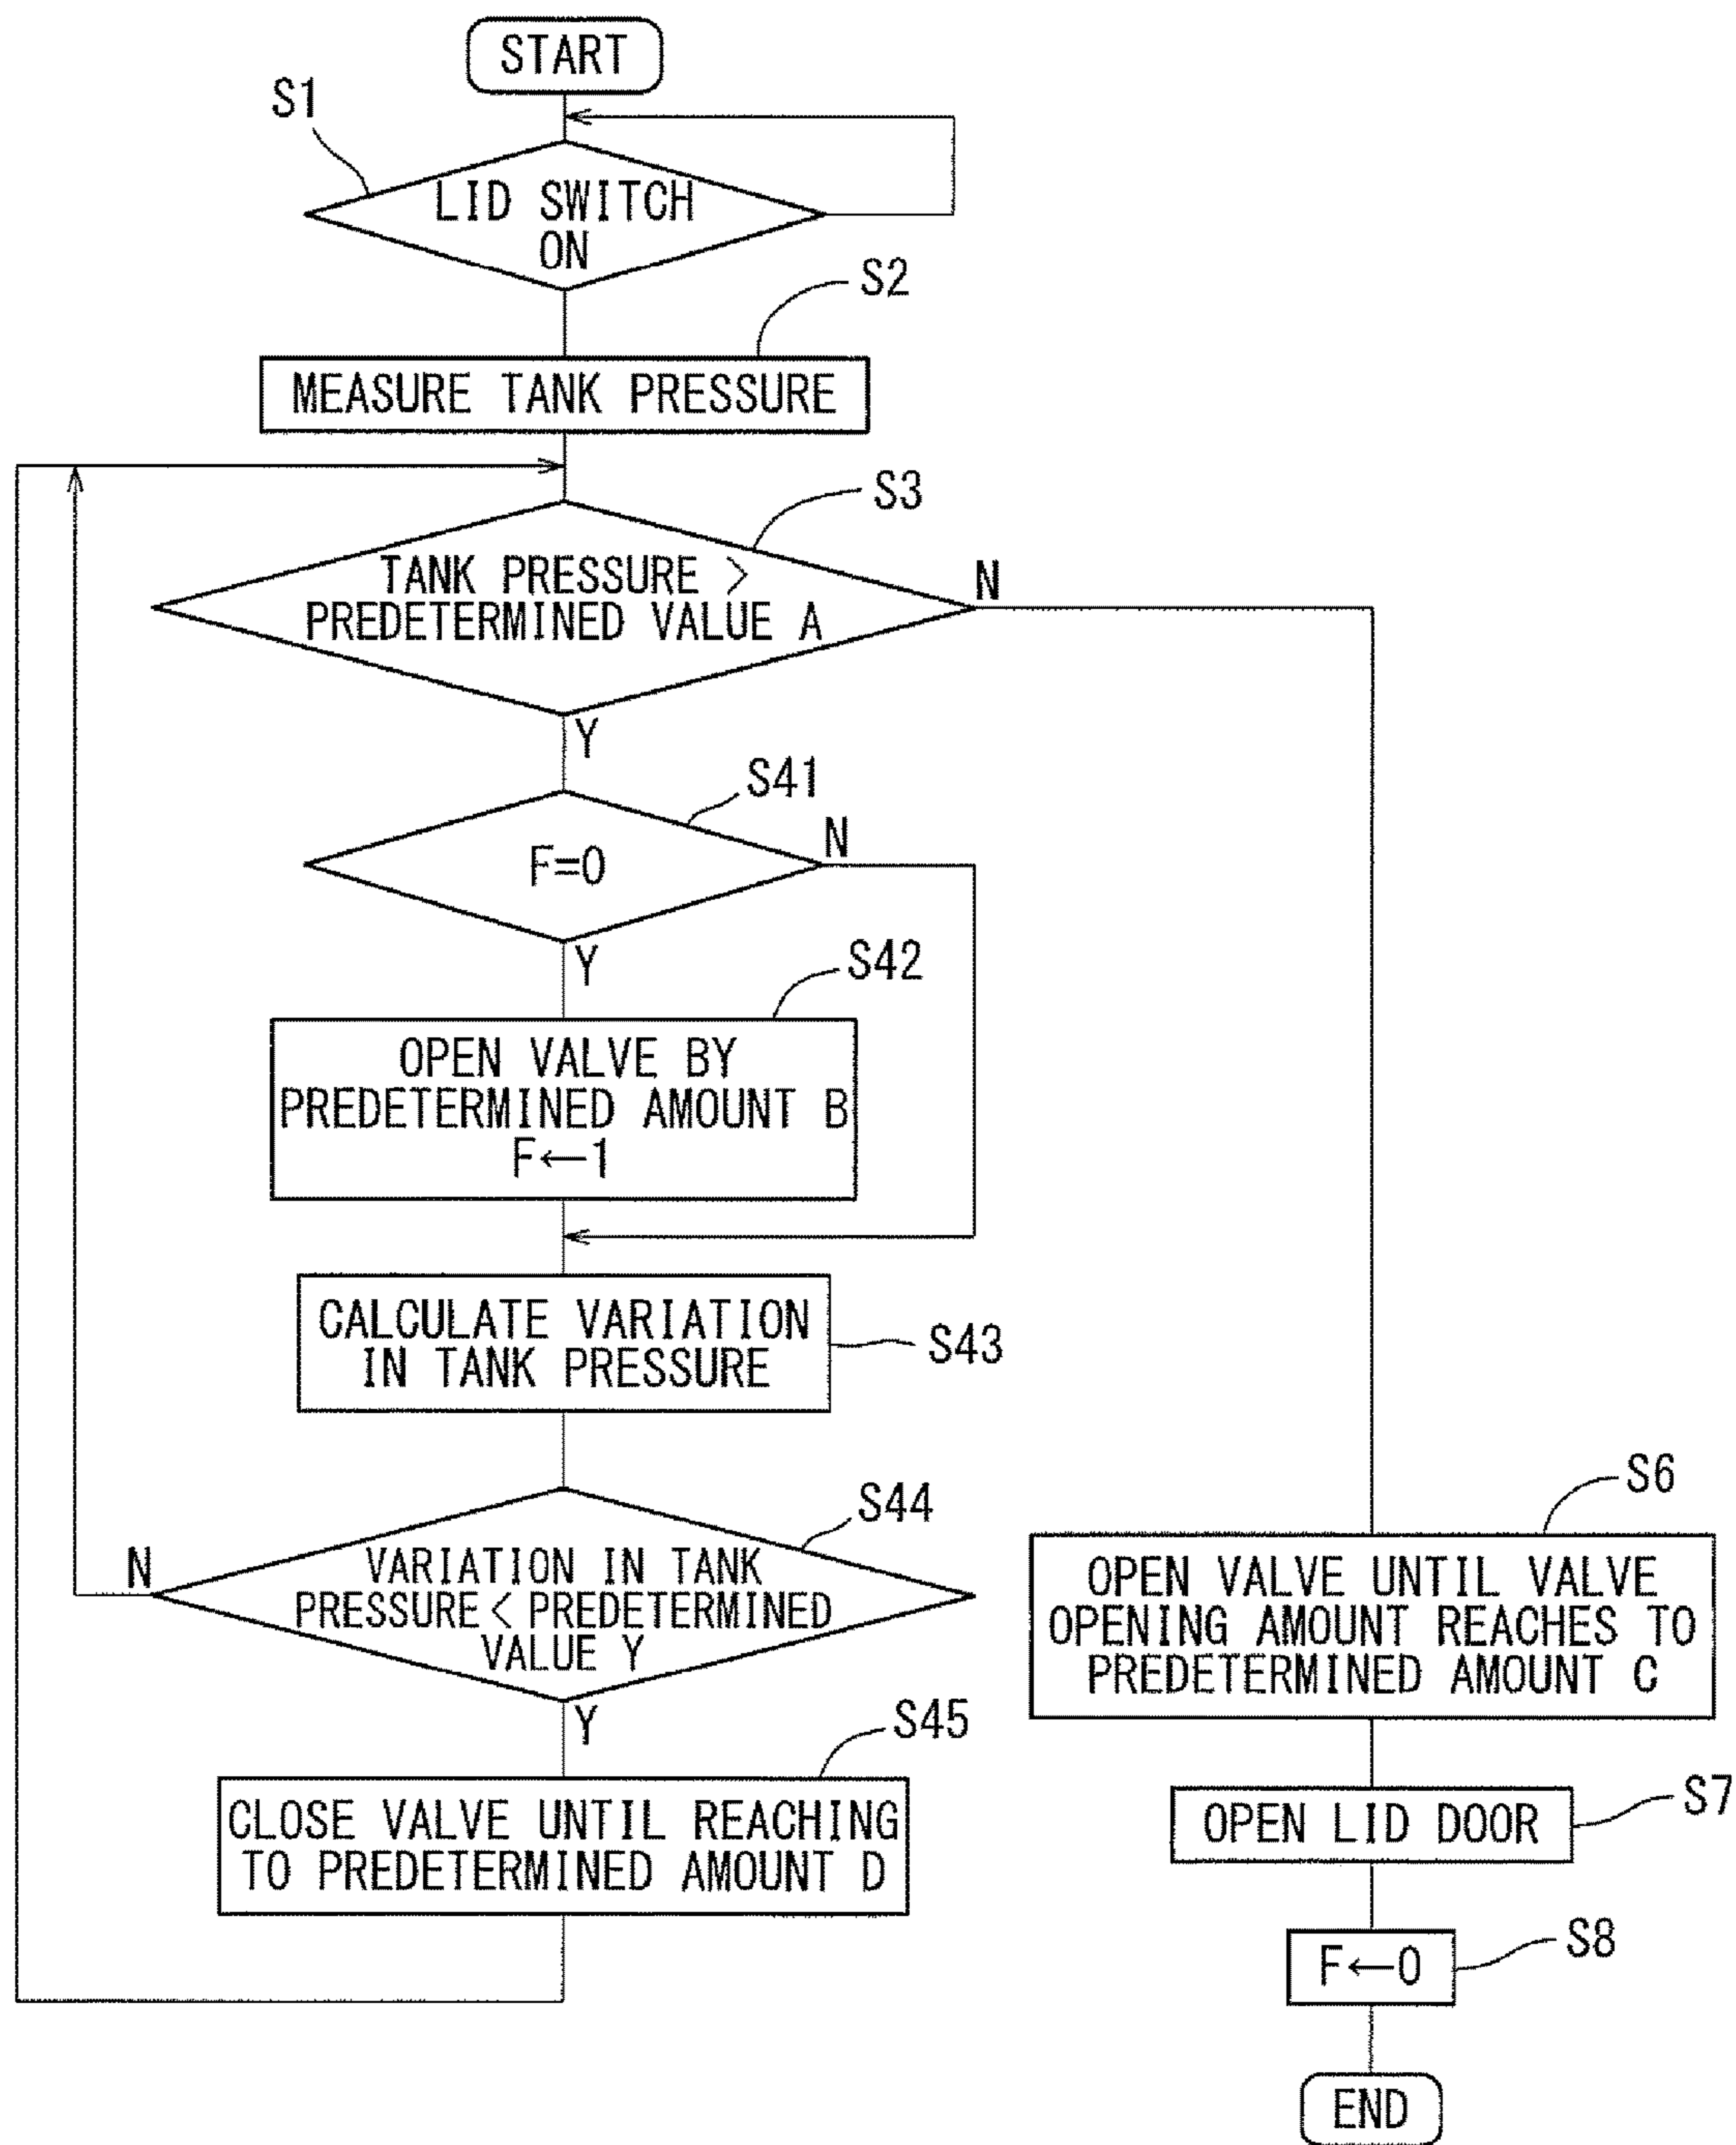 START
S1
LID SWITCH
ON
S2
MEASURE TANK PRESSURE
S3
TANK PRESSURE >
PREDETERMINED VALUE A
N
Y
S41
F=0
N
Y
S42
OPEN VALVE BY
PREDETERMINED AMOUNT B
F←1
CALCULATE VARIATION
IN TANK PRESSURE
S43
S44
N
VARIATION IN TANK
PRESSURE < PREDETERMINED
VALUE Y
Y
S45
CLOSE VALVE UNTIL REACHING
TO PREDETERMINED AMOUNT D
S6
OPEN VALVE UNTIL VALVE
OPENING AMOUNT REACHES TO
PREDETERMINED AMOUNT C
S7
OPEN LID DOOR
S8
F←0
END